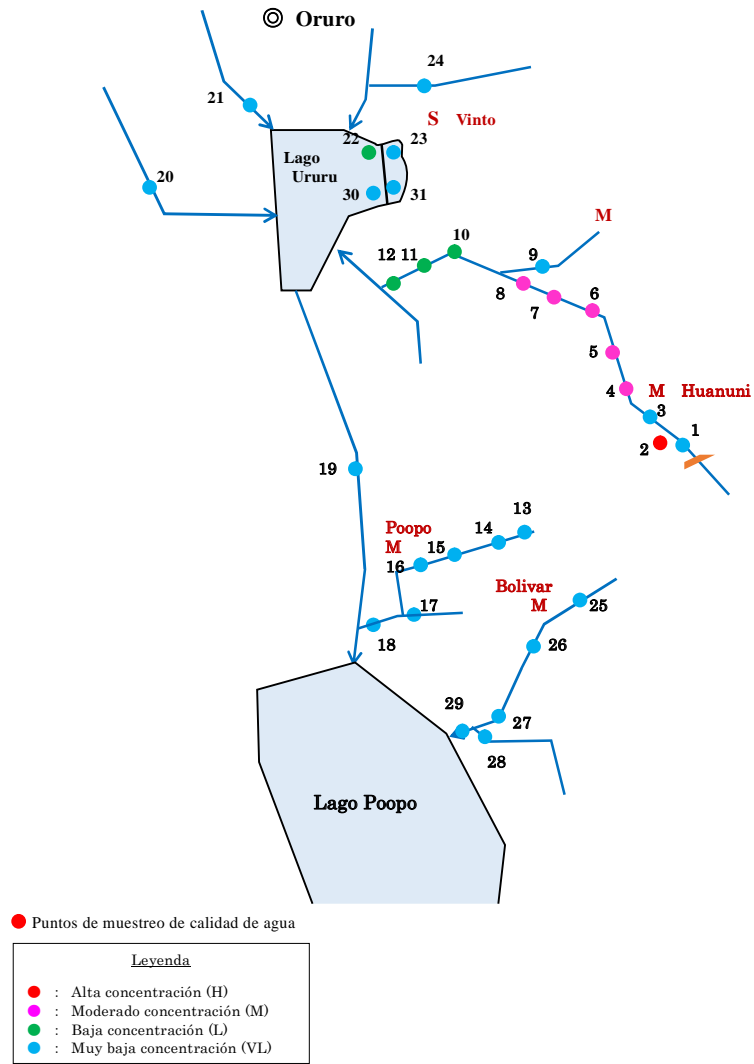 Oruro
24
21
S Vinto
22
23
Lago
Ururu
20
30
31
M
10
12
11
9
8
7
6
5
4
M Huanuni
3
1
2
19
13
Poopo
M
14
15
16
Bolivar
M
25
17
18
26
29
27
28
Lago Poopo
Puntos de muestreo de calidad de agua
Leyenda
: Alta concentración (H)
: Moderado concentración (M)
: Baja concentración (L)
: Muy baja concentración (VL)